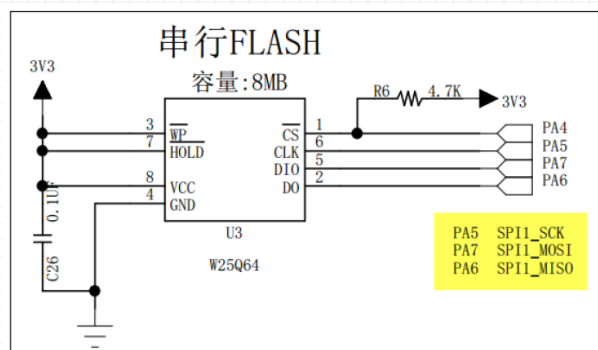 串行FLASH
容量:8MB
3V3
R6 4.7K 3V3
3 WP CS 1 PA4
7 HOLD CLK 6 PA5
DIO 5 PA7
8 VCC DO 2 PA6
4 GND
0.1U
C26
U3
W25Q64
PA5 SPI1_SCK
PA7 SPI1_MOSI
PA6 SPI1_MISO